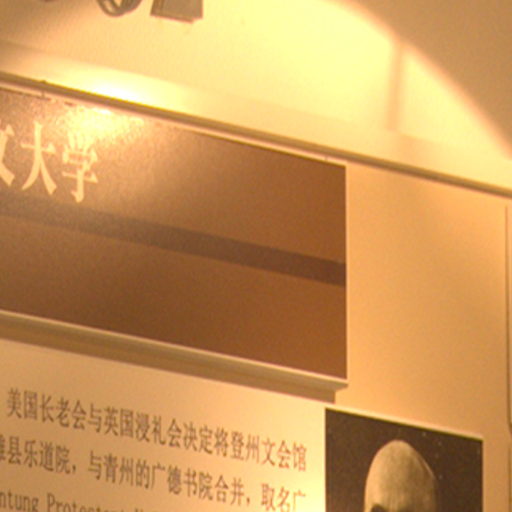 大学
美国长老会与英国浸礼会决定将登州文会馆
县乐道院，与青州的广德书院合并，取名广